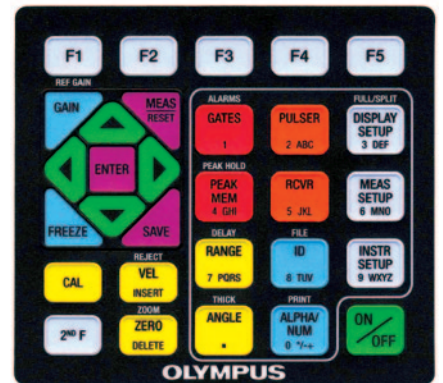 F1 F2 F3 F4 F5
REF GAIN ALARMS FULL/SPLIT
GAIN MEAS GATES PULSER DISPLAY
RESET SETUP
1 2 ABC 3 DEF
PEAK HOLD
ENTER PEAK RCVR MEAS
MEM SETUP
4 GHI 5 JKL 6 MNO
FREEZE SAVE DELAY FILE
REJECT RANGE ID INSTR
CAL VEL SETUP
INSERT 7 PQRS 8 TUV 9 WXYZ
ZOOM THICK PRINT
2ND F ZERO ANGLE ALPHA/ ON/OFF
NUM
DELETE . 0 */-+
OLYMPUS